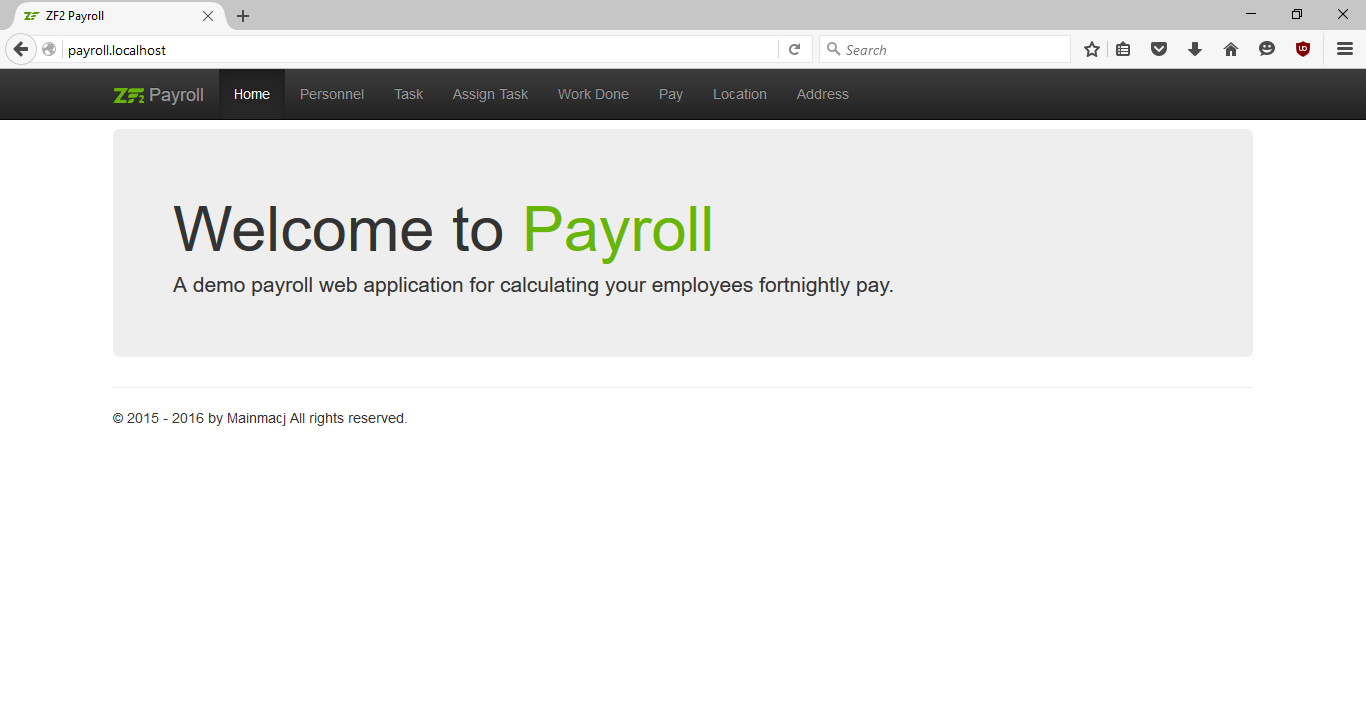 ZF2 Payroll
payroll.localhost
Search
ZF2 Payroll Home Personnel Task Assign Task Work Done Pay Location Address
Welcome to Payroll
A demo payroll web application for calculating your employees fortnightly pay.
© 2015 - 2016 by Mainmacj All rights reserved.